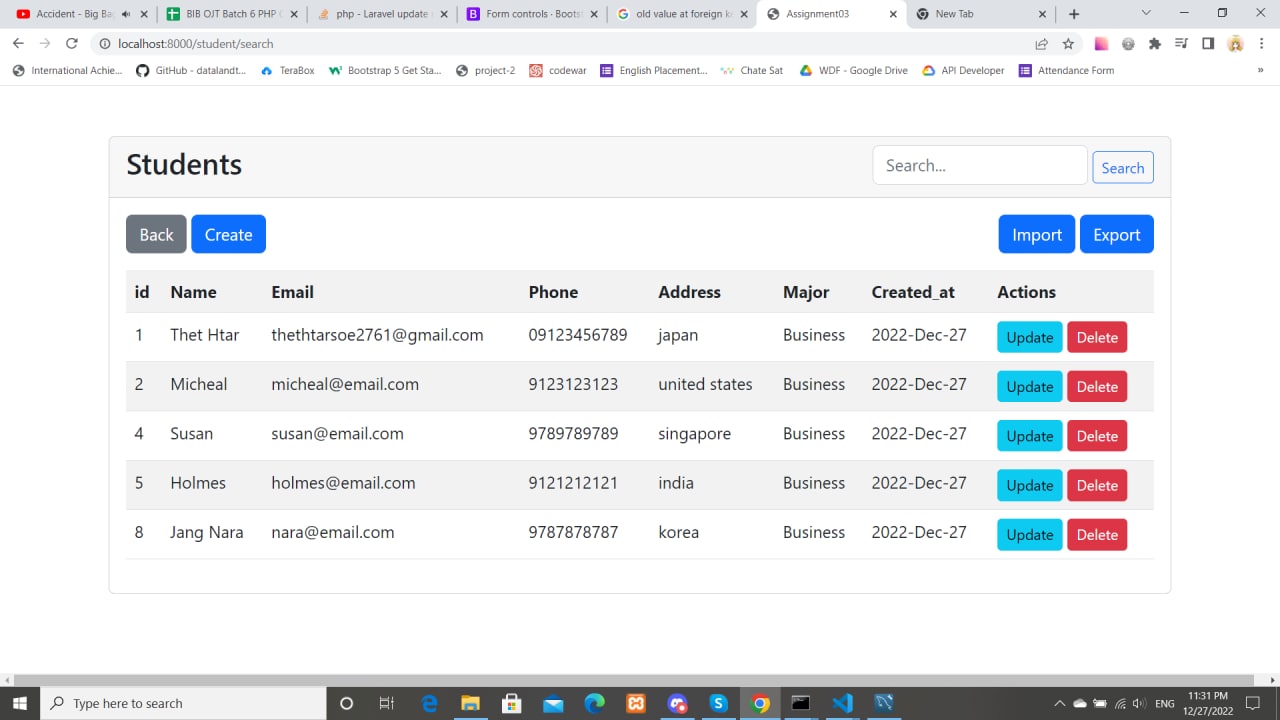 Accident - Big Ba
BIB OJT Batch 6 PHP
php - Laravel update
Form controls · Boots
old value at foreign k
Assignment03
New Tab
localhost:8000/student/search
International Achie...
GitHub - datalandt...
TeraBox
Bootstrap 5 Get Sta...
project-2
codewar
English Placement...
Chate Sat
WDF - Google Drive
API Developer
Attendance Form
»
Students
Search...
Search
Back
Create
Import
Export
id Name Email Phone Address Major Created_at Actions
1 Thet Htar thethtarsoe2761@gmail.com 09123456789 japan Business 2022-Dec-27 Update Delete
2 Micheal micheal@email.com 9123123123 united states Business 2022-Dec-27 Update Delete
4 Susan susan@email.com 9789789789 singapore Business 2022-Dec-27 Update Delete
5 Holmes holmes@email.com 9121212121 india Business 2022-Dec-27 Update Delete
8 Jang Nara nara@email.com 9787878787 korea Business 2022-Dec-27 Update Delete
Type here to search
ENG
11:31 PM
12/27/2022